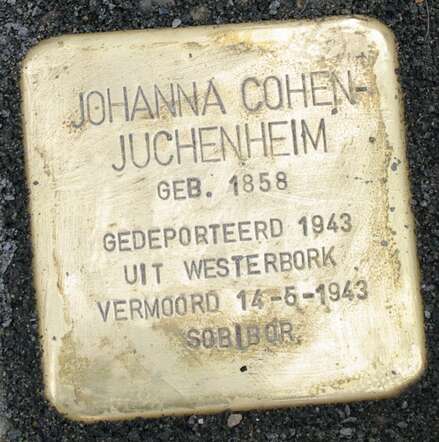 JOHANNA COHEN-
JUCHENHEIM
GEB. 1858
GEDEPORTEERD 1943
UIT WESTERBORK
VERMOORD 14-5-1943
SOBIBOR